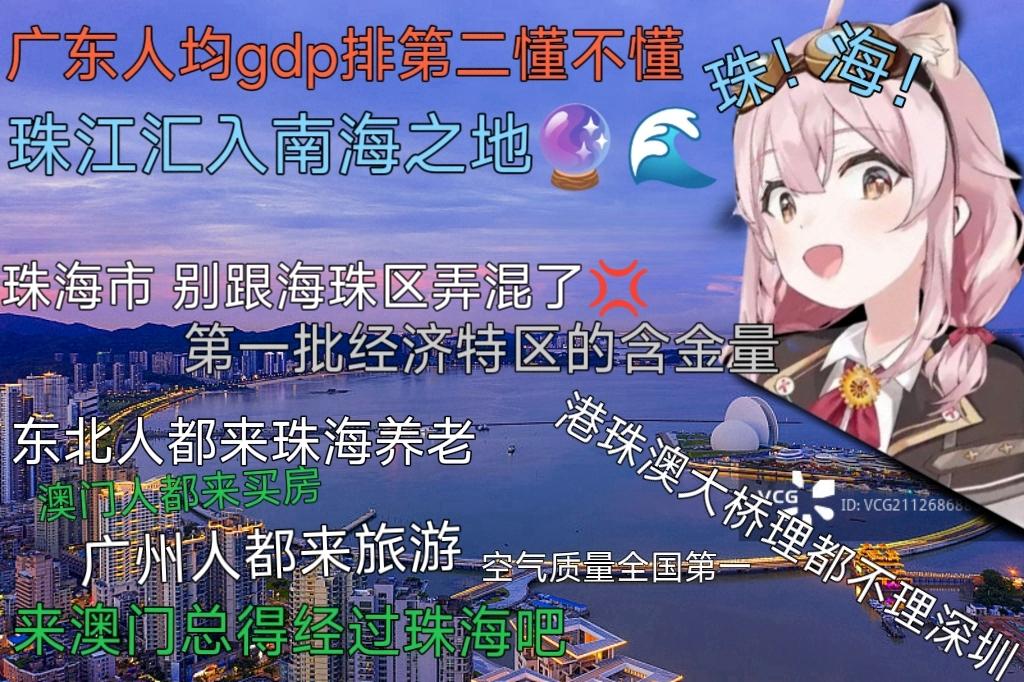 广东人均gdp排第二懂不懂
珠！海！
珠江汇入南海之地🔮🌊
珠海市 别跟海珠区弄混了💢
第一批经济特区的含金量
东北人都来珠海养老
澳门人都来买房
港珠澳大桥理都不理深圳
VCG
ID: VCG2112686
广州人都来旅游
空气质量全国第一
来澳门总得经过珠海吧